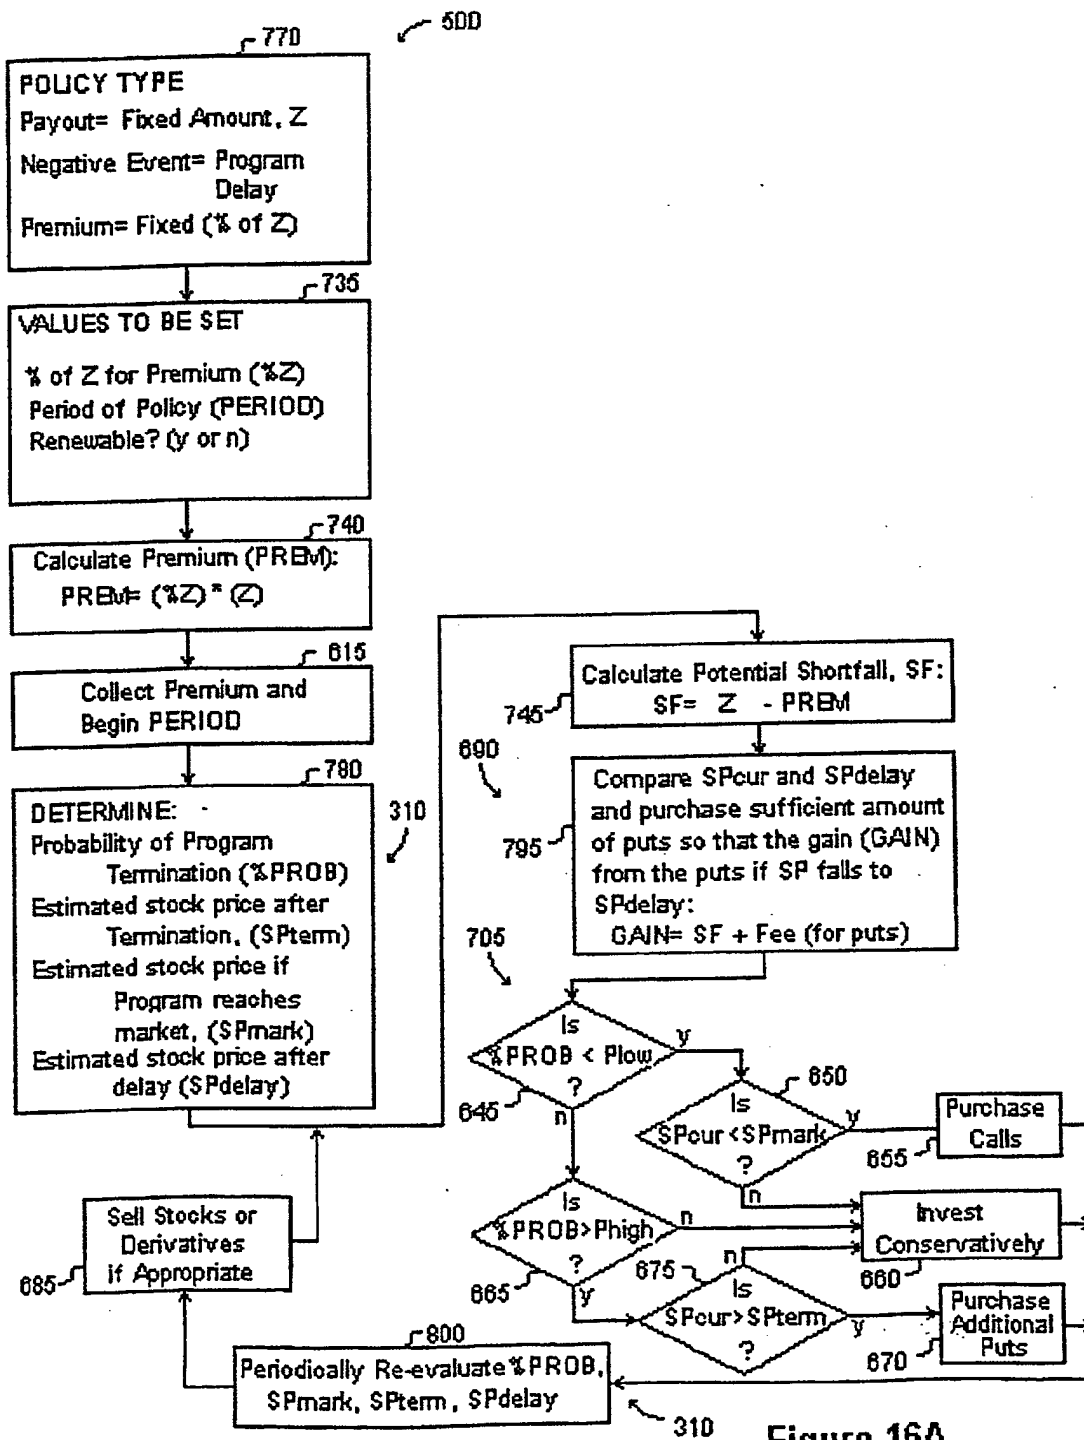 500
770
POLICY TYPE
Payout= Fixed Amount, Z
Negative Event= Program
Delay
Premium= Fixed (% of Z)
735
VALUES TO BE SET
% of Z for Premium (%Z)
Period of Policy (PERIOD)
Renewable? (y or n)
740
Calculate Premium (PREM):
PREM= (%Z) * (Z)
615
Collect Premium and
Begin PERIOD
780
DETERMINE:
Probability of Program
Termination (%PROB)
Estimated stock price after
Termination, (SPterm)
Estimated stock price if
Program reaches
market, (SPmark)
Estimated stock price after
delay (SPdelay)
310
Calculate Potential Shortfall, SF:
SF= Z - PREM
745
690
Compare SPcur and SPdelay
and purchase sufficient amount
of puts so that the gain (GAIN)
from the puts if SP falls to
SPdelay:
GAIN= SF + Fee (for puts)
795
705
Is
%PROB < Plow
?
y
n
645
650
Is
SPcur<SPmark
?
y
n
Purchase
Calls
655
Is
%PROB>Phigh
?
n
y
665
Invest
Conservatively
660
675
n
Is
SPcur>SPterm
?
y
Purchase
Additional
Puts
670
Sell Stocks or
Derivatives
if Appropriate
685
800
Periodically Re-evaluate %PROB,
SPmark, SPterm, SPdelay
310
Figure 16A